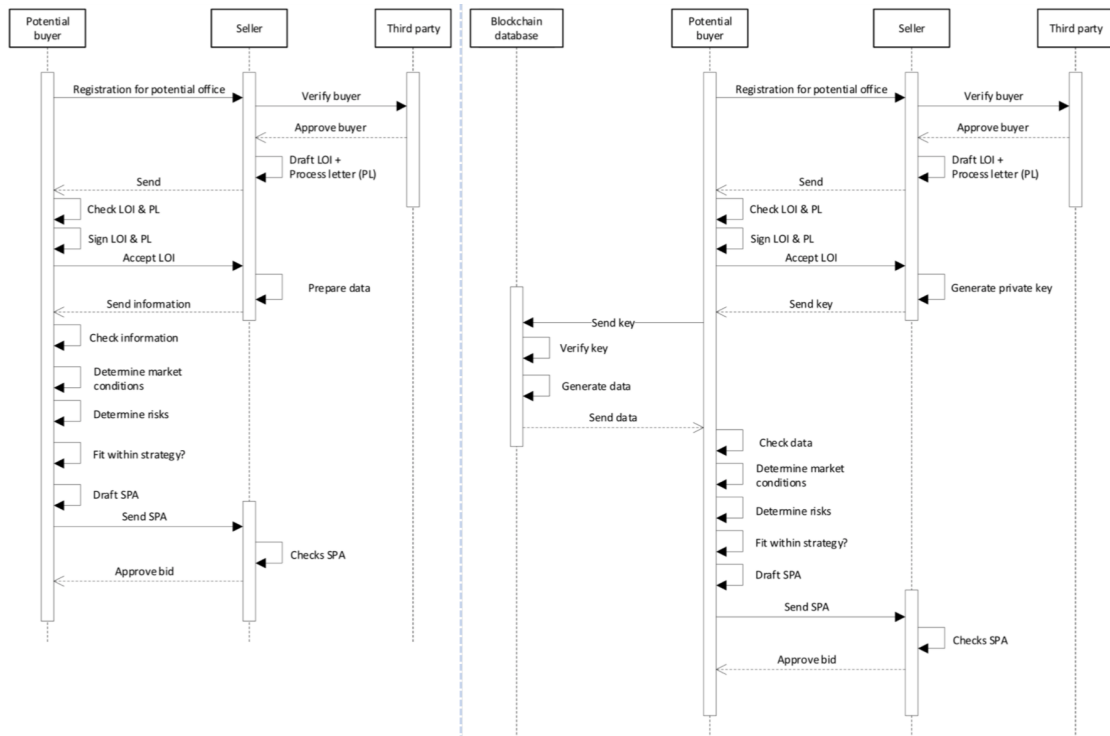 Potential
buyer
Seller
Third party
Registration for potential office
Verify buyer
Approve buyer
Draft LOI +
Process letter (PL)
Send
Check LOI & PL
Sign LOI & PL
Accept LOI
Prepare data
Send information
Check information
Determine market
conditions
Determine risks
Fit within strategy?
Draft SPA
Send SPA
Checks SPA
Approve bid
Blockchain
database
Potential
buyer
Seller
Third party
Registration for potential office
Verify buyer
Approve buyer
Draft LOI +
Process letter (PL)
Send
Check LOI & PL
Sign LOI & PL
Accept LOI
Generate private key
Send key
Send key
Verify key
Generate data
Send data
Check data
Determine market
conditions
Determine risks
Fit within strategy?
Draft SPA
Send SPA
Checks SPA
Approve bid